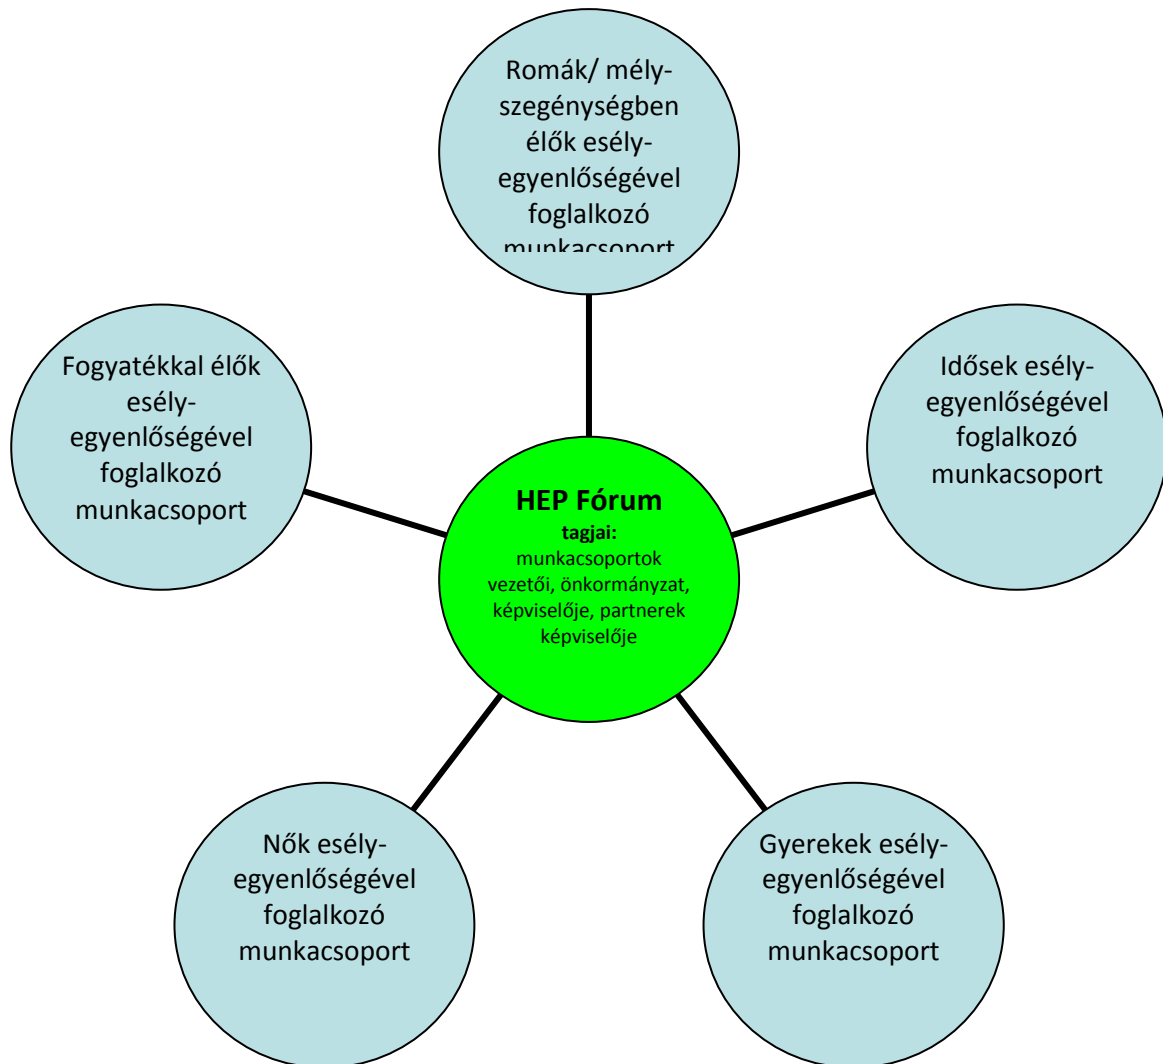 Romák/ mély-
szegénységben
élők esély-
egyenlőségével
foglalkozó
munkacsoport
Fogyatékkal élők
esély-
egyenlőségével
foglalkozó
munkacsoport
Idősek esély-
egyenlőségével
foglalkozó
munkacsoport
HEP Fórum
tagjai:
munkacsoportok
vezetői, önkormányzat,
képviselője, partnerek
képviselője
Nők esély-
egyenlőségével
foglalkozó
munkacsoport
Gyerekek esély-
egyenlőségével
foglalkozó
munkacsoport